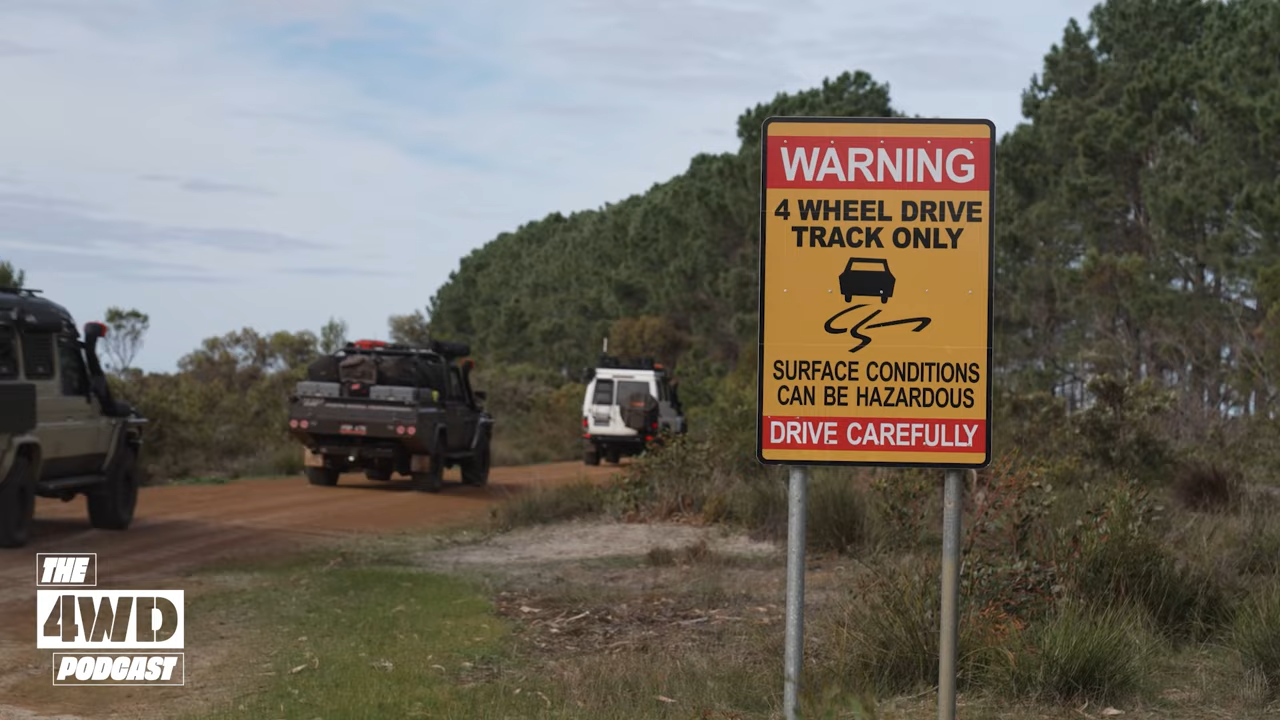 WARNING
4 WHEEL DRIVE
TRACK ONLY
SURFACE CONDITIONS
CAN BE HAZARDOUS
DRIVE CAREFULLY
THE
4WD
PODCAST